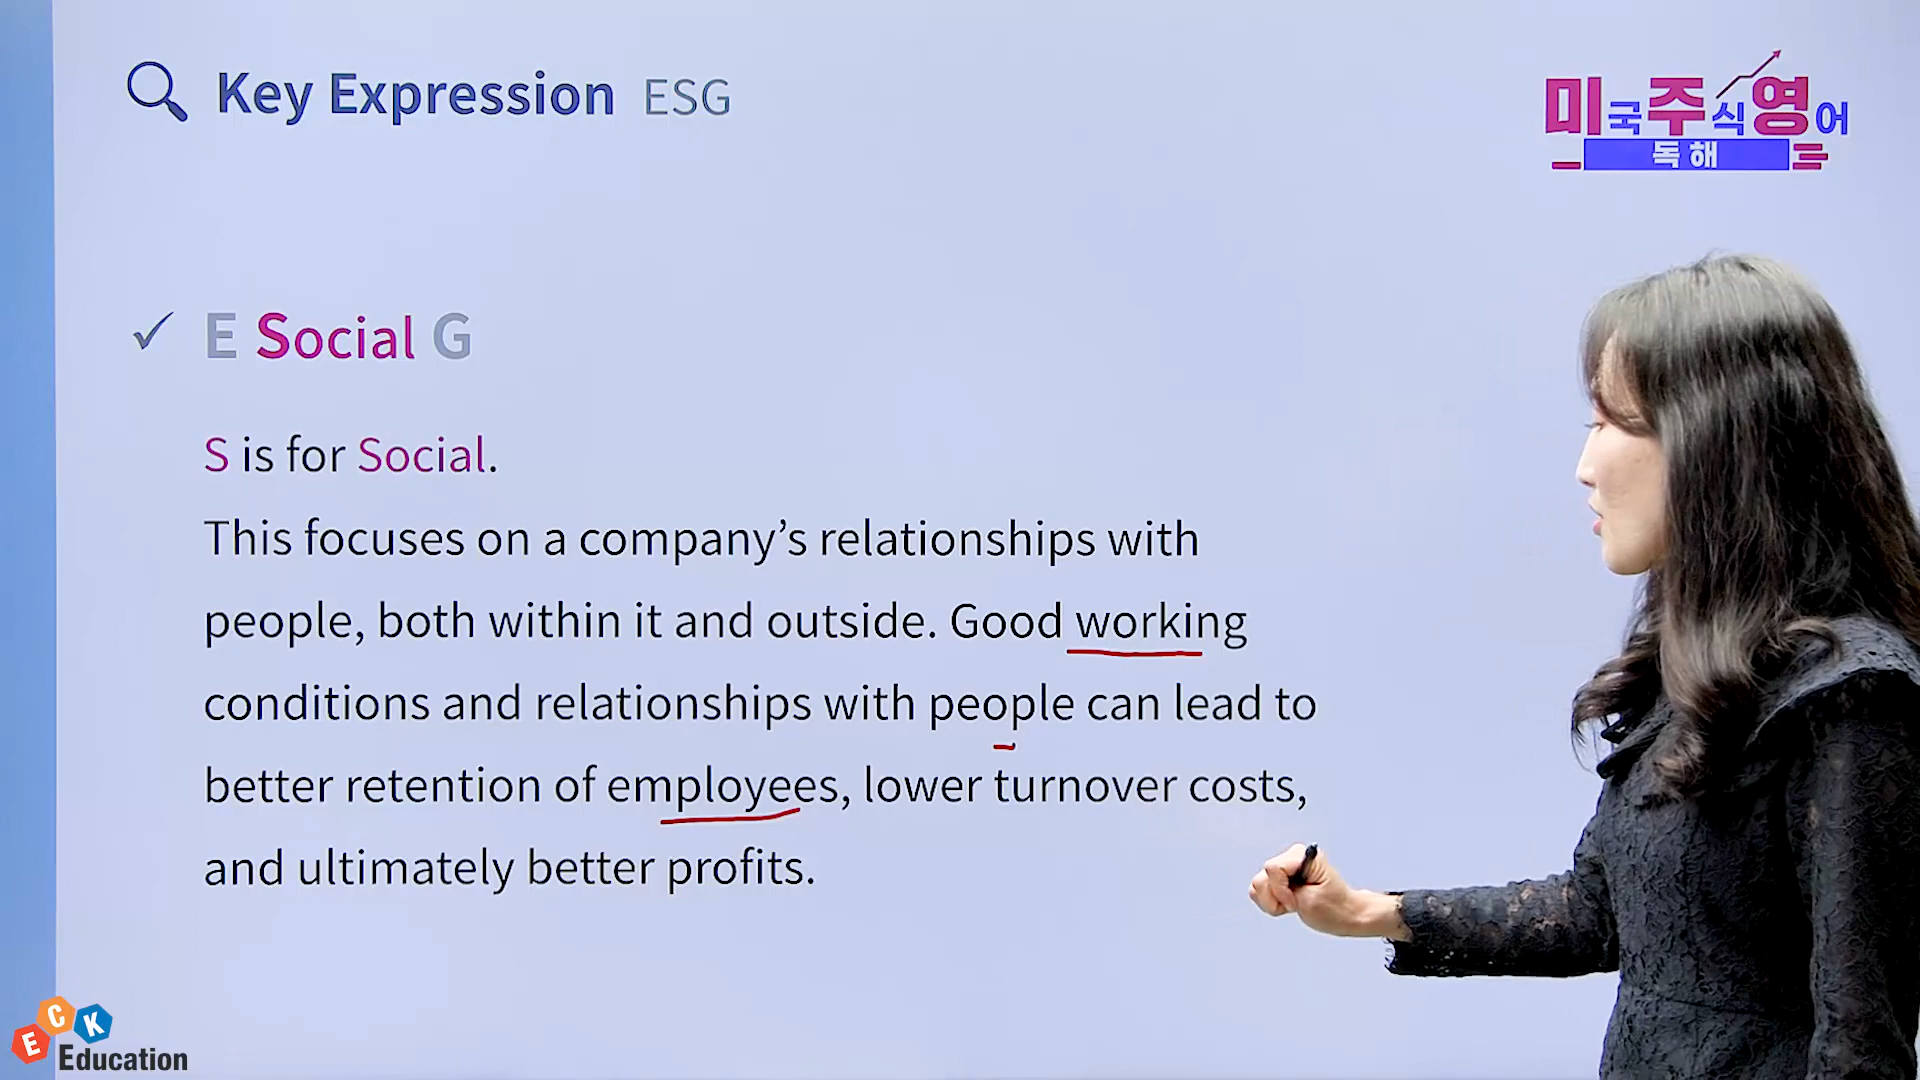 Key Expression ESG
미국주식영어
독해
E Social G
S is for Social.
This focuses on a company’s relationships with
people, both within it and outside. Good working
conditions and relationships with people can lead to
better retention of employees, lower turnover costs,
and ultimately better profits.
ECK
Education